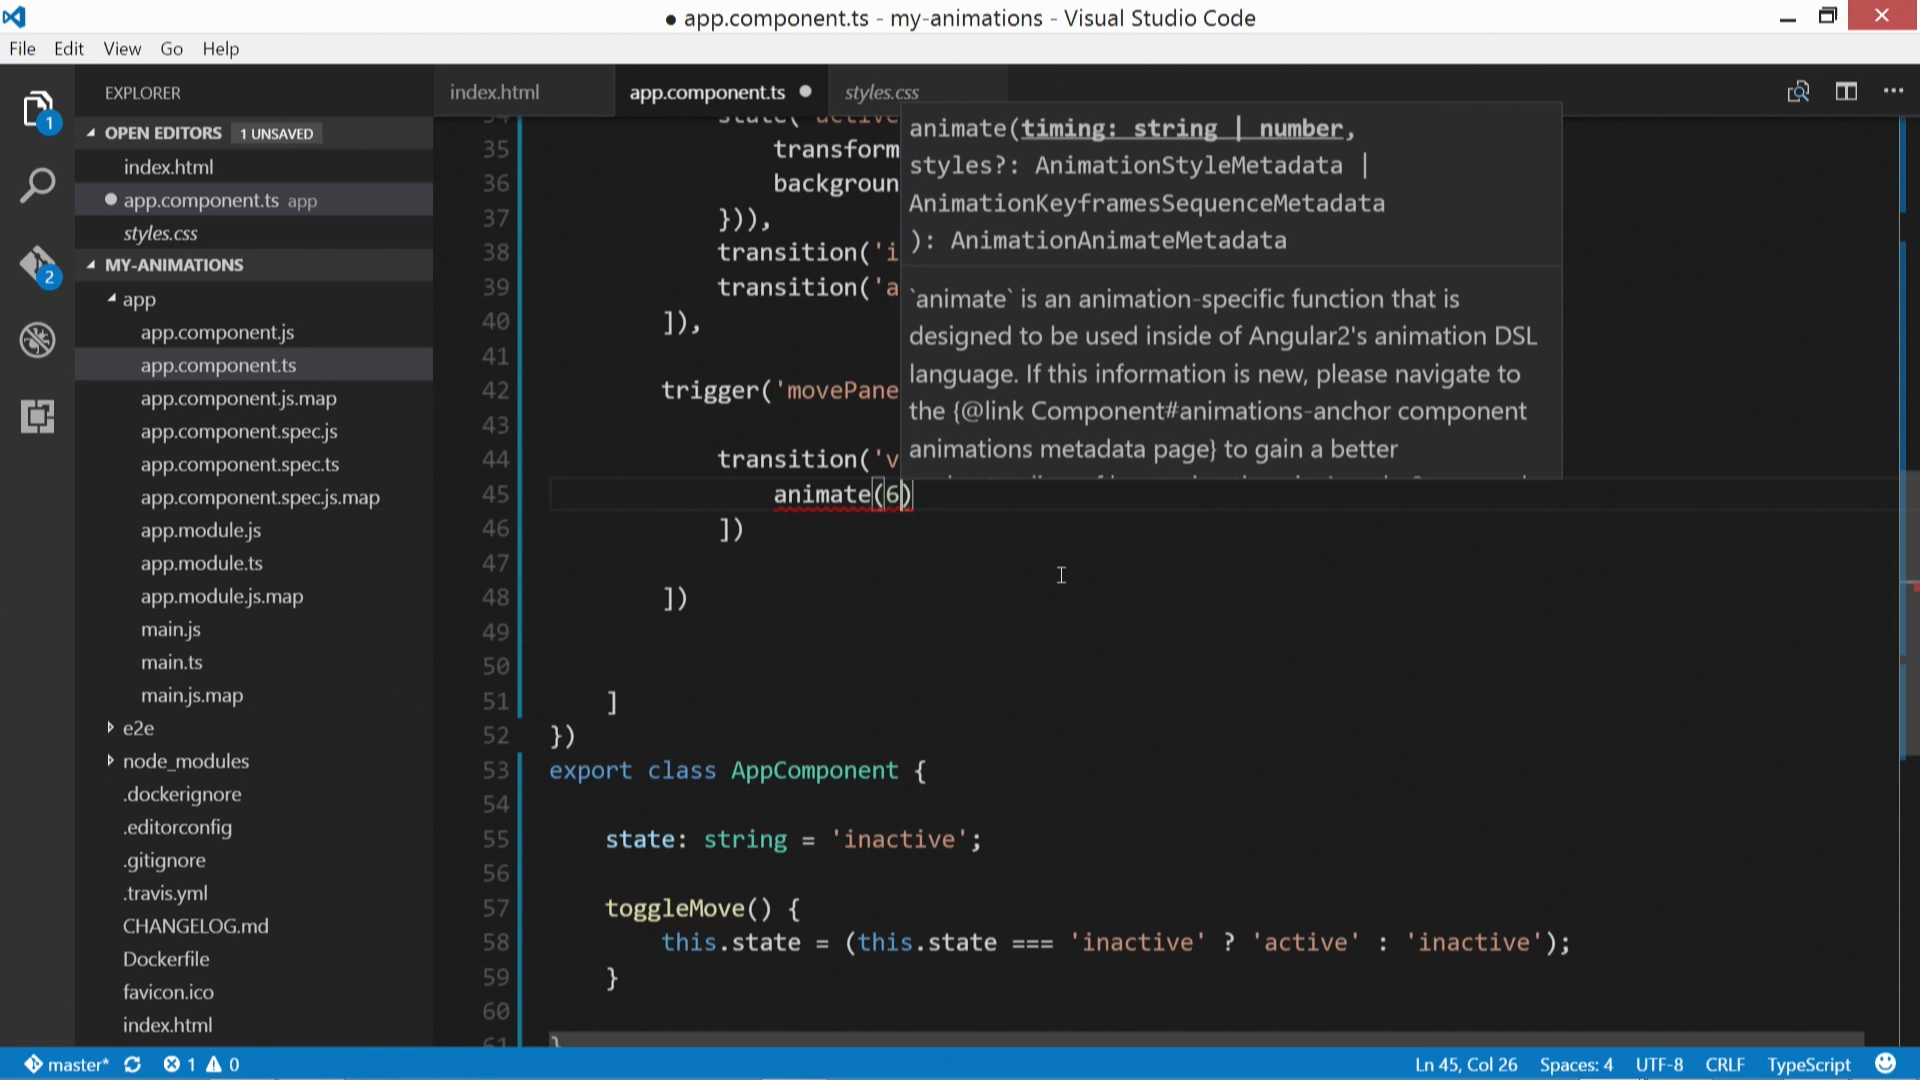 ● app.component.ts - my-animations - Visual Studio Code
File Edit View Go Help
EXPLORER
OPEN EDITORS 1 UNSAVED
index.html
app.component.ts app
styles.css
MY-ANIMATIONS
app
app.component.js
app.component.ts
app.component.js.map
app.component.spec.js
app.component.spec.ts
app.component.spec.js.map
app.module.js
app.module.ts
app.module.js.map
main.js
main.ts
main.js.map
e2e
node_modules
.dockerignore
.editorconfig
.gitignore
.travis.yml
CHANGELOG.md
Dockerfile
favicon.ico
index.html
1
2
index.html app.component.ts styles.css
34 state('active
35 transform
36 backgroun
37 })),
38 transition('i
39 transition('a
40 ]),
41
42 trigger('movePane
43
44 transition('v
45 animate(6)
46 ])
47
48 ])
49
50
51 ]
52 })
53 export class AppComponent {
54
55 state: string = 'inactive';
56
57 toggleMove() {
58 this.state = (this.state === 'inactive' ? 'active' : 'inactive');
59 }
60
61 }
animate(timing: string | number,
styles?: AnimationStyleMetadata |
AnimationKeyframesSequenceMetadata
): AnimationAnimateMetadata
`animate` is an animation-specific function that is
designed to be used inside of Angular2's animation DSL
language. If this information is new, please navigate to
the {@link Component#animations-anchor component
animations metadata page} to gain a better
master* 1 0 Ln 45, Col 26 Spaces: 4 UTF-8 CRLF TypeScript